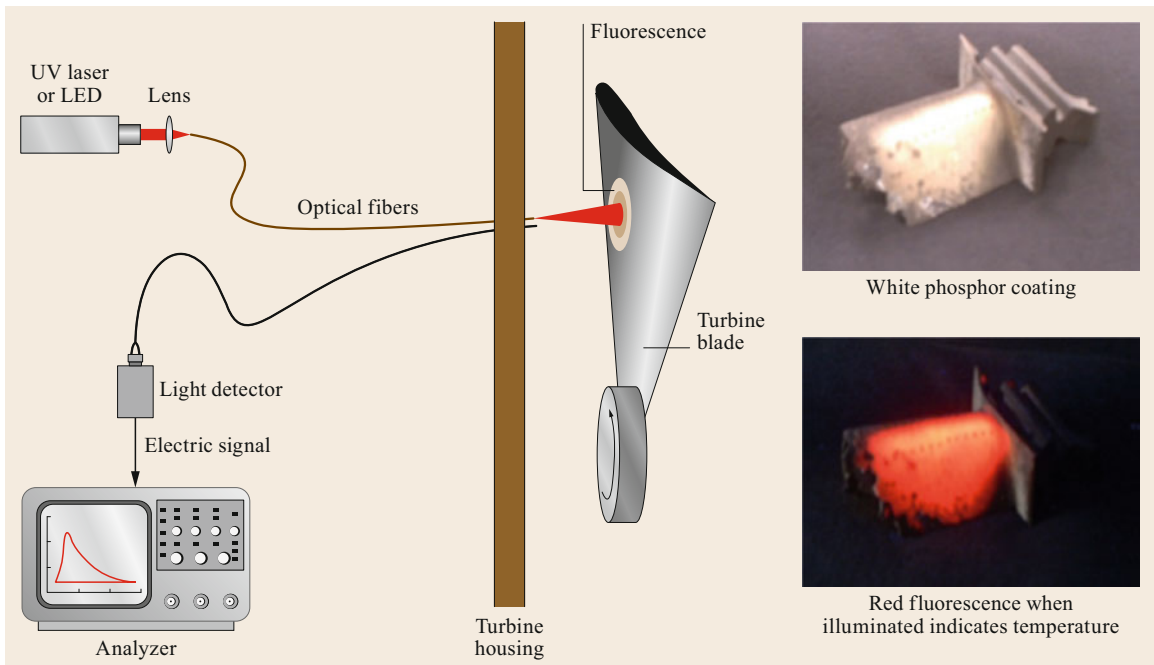 UV laser
or LED
Lens
Fluorescence
Optical fibers
White phosphor coating
Turbine
blade
Light detector
Electric signal
Analyzer
Turbine
housing
Red fluorescence when
illuminated indicates temperature